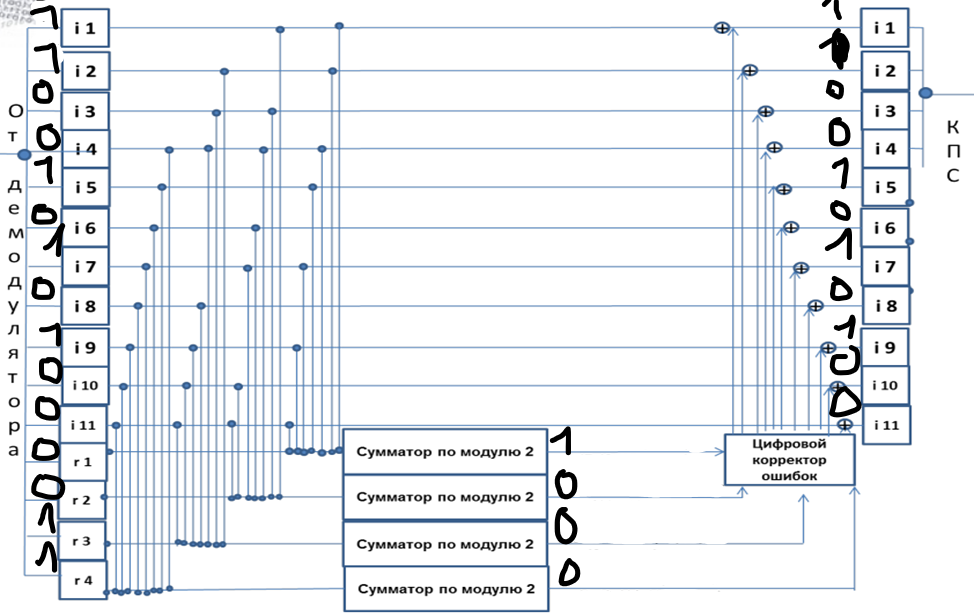 От демодулятора
1 i 1
1 i 2
0 i 3
0 i 4
1 i 5
0 i 6
1 i 7
0 i 8
1 i 9
0 i 10
0 i 11
0 r 1
0 r 2
1 r 3
1 r 4
Сумматор по модулю 2 1
Сумматор по модулю 2 0
Сумматор по модулю 2 0
Сумматор по модулю 2 0
Цифровой
корректор
ошибок
1 i 1
i 2
0 i 3
0 i 4
1 i 5
0 i 6
1 i 7
0 i 8
1 i 9
0 i 10
0 i 11
КПС